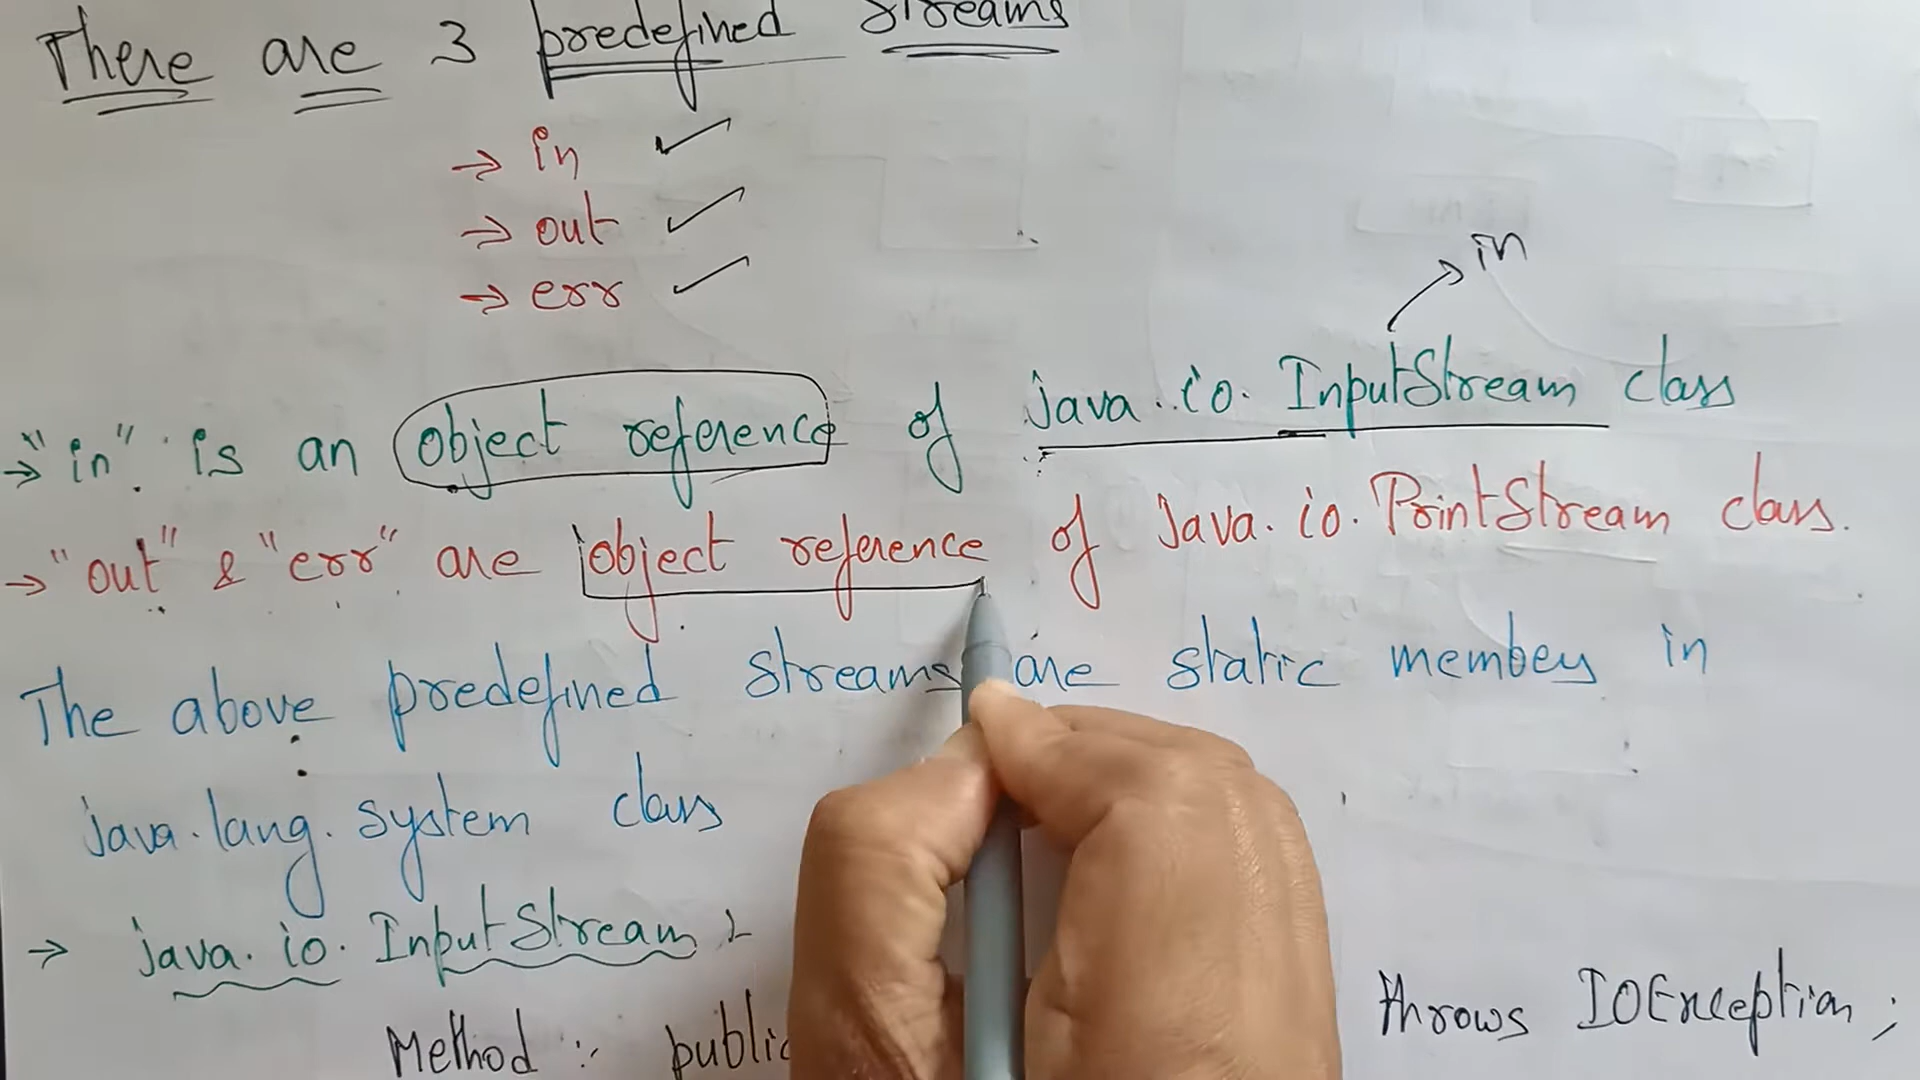 There are 3 predefined streams
→ in ✓
→ out ✓
→ err ✓
in
→ "in" is an object reference of java.io.InputStream class
→ "out" & "err" are object reference of java.io.PrintStream class.
The above predefined streams are static members in
java.lang.system class
→ java.io.InputStream :-
Method :- public throws IOException;